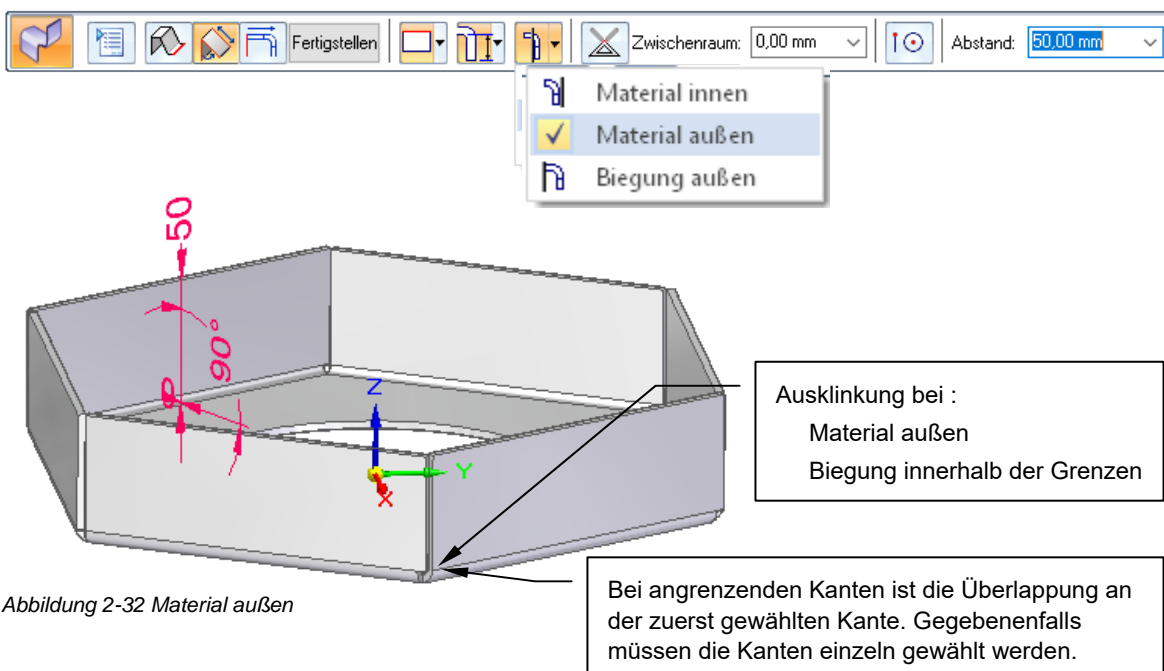 Fertigstellen Zwischenraum: 0,00 mm Abstand: 50,00 mm
Material innen
Material außen
Biegung außen
50
90°
Z
Y
X
Ausklinkung bei :
Material außen
Biegung innerhalb der Grenzen
Bei angrenzenden Kanten ist die Überlappung an
der zuerst gewählten Kante. Gegebenenfalls
müssen die Kanten einzeln gewählt werden.
Abbildung 2-32 Material außen